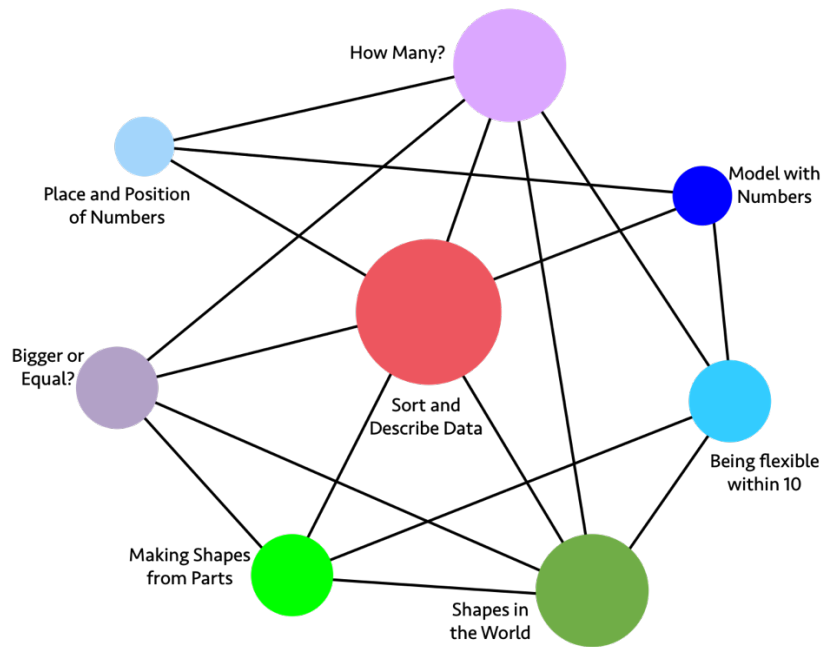 How Many?
Model with
Numbers
Place and Position
of Numbers
Bigger or
Equal?
Sort and
Describe Data
Being flexible
within 10
Making Shapes
from Parts
Shapes in
the World